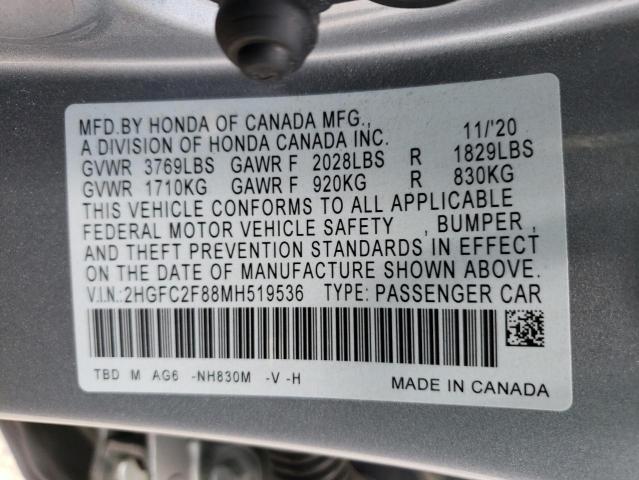 MFD.BY HONDA OF CANADA MFG., 11/'20
A DIVISION OF HONDA CANADA INC.
GVWR 3769LBS GAWR F 2028LBS R 1829LBS
GVWR 1710KG GAWR F 920KG R 830KG
THIS VEHICLE CONFORMS TO ALL APPLICABLE
FEDERAL MOTOR VEHICLE SAFETY , BUMPER ,
AND THEFT PREVENTION STANDARDS IN EFFECT
ON THE DATE OF MANUFACTURE SHOWN ABOVE.
V.I.N.:2HGFC2F88MH519536 TYPE: PASSENGER CAR
TBD M AG6 -NH830M -V -H
MADE IN CANADA